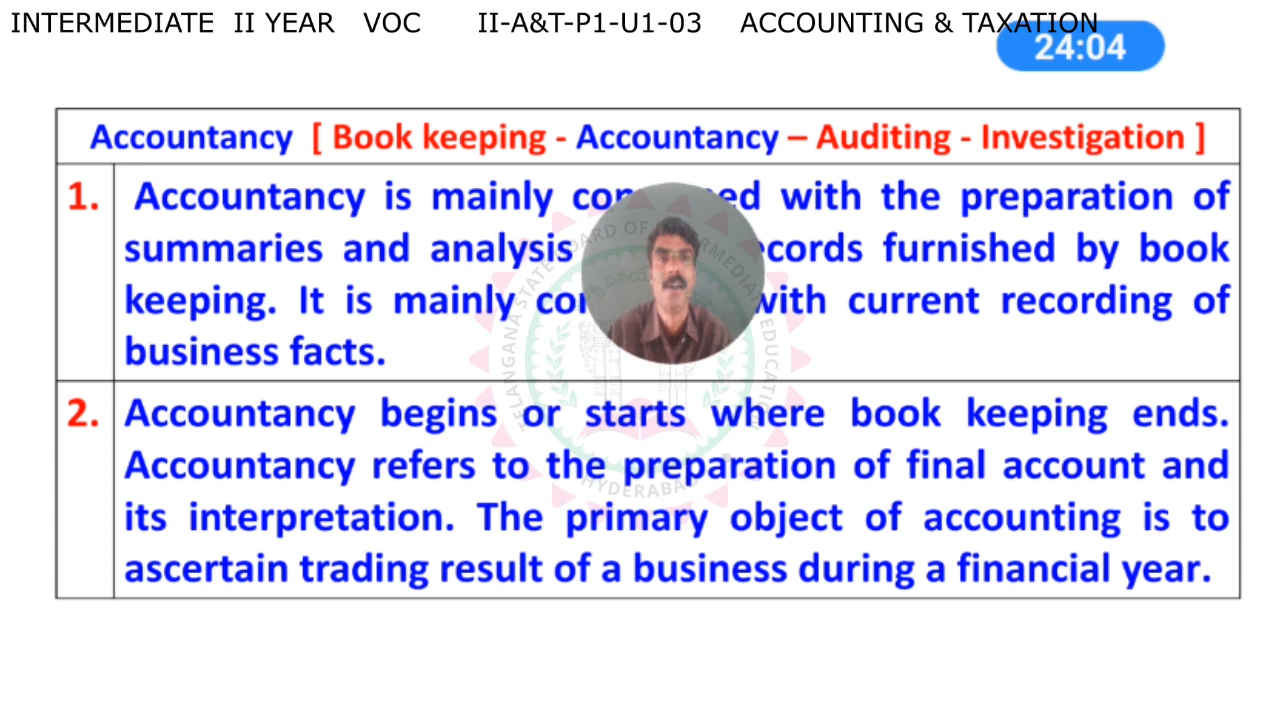 INTERMEDIATE II YEAR VOC II-A&T-P1-U1-03 ACCOUNTING & TAXATION
24:04
Accountancy [ Book keeping - Accountancy – Auditing - Investigation ]
1. Accountancy is mainly with the preparation of
summaries and analysis furnished by book
keeping. It is mainly with current recording of
business facts.
2. Accountancy begins or starts where book keeping ends.
Accountancy refers to the preparation of final account and
its interpretation. The primary object of accounting is to
ascertain trading result of a business during a financial year.